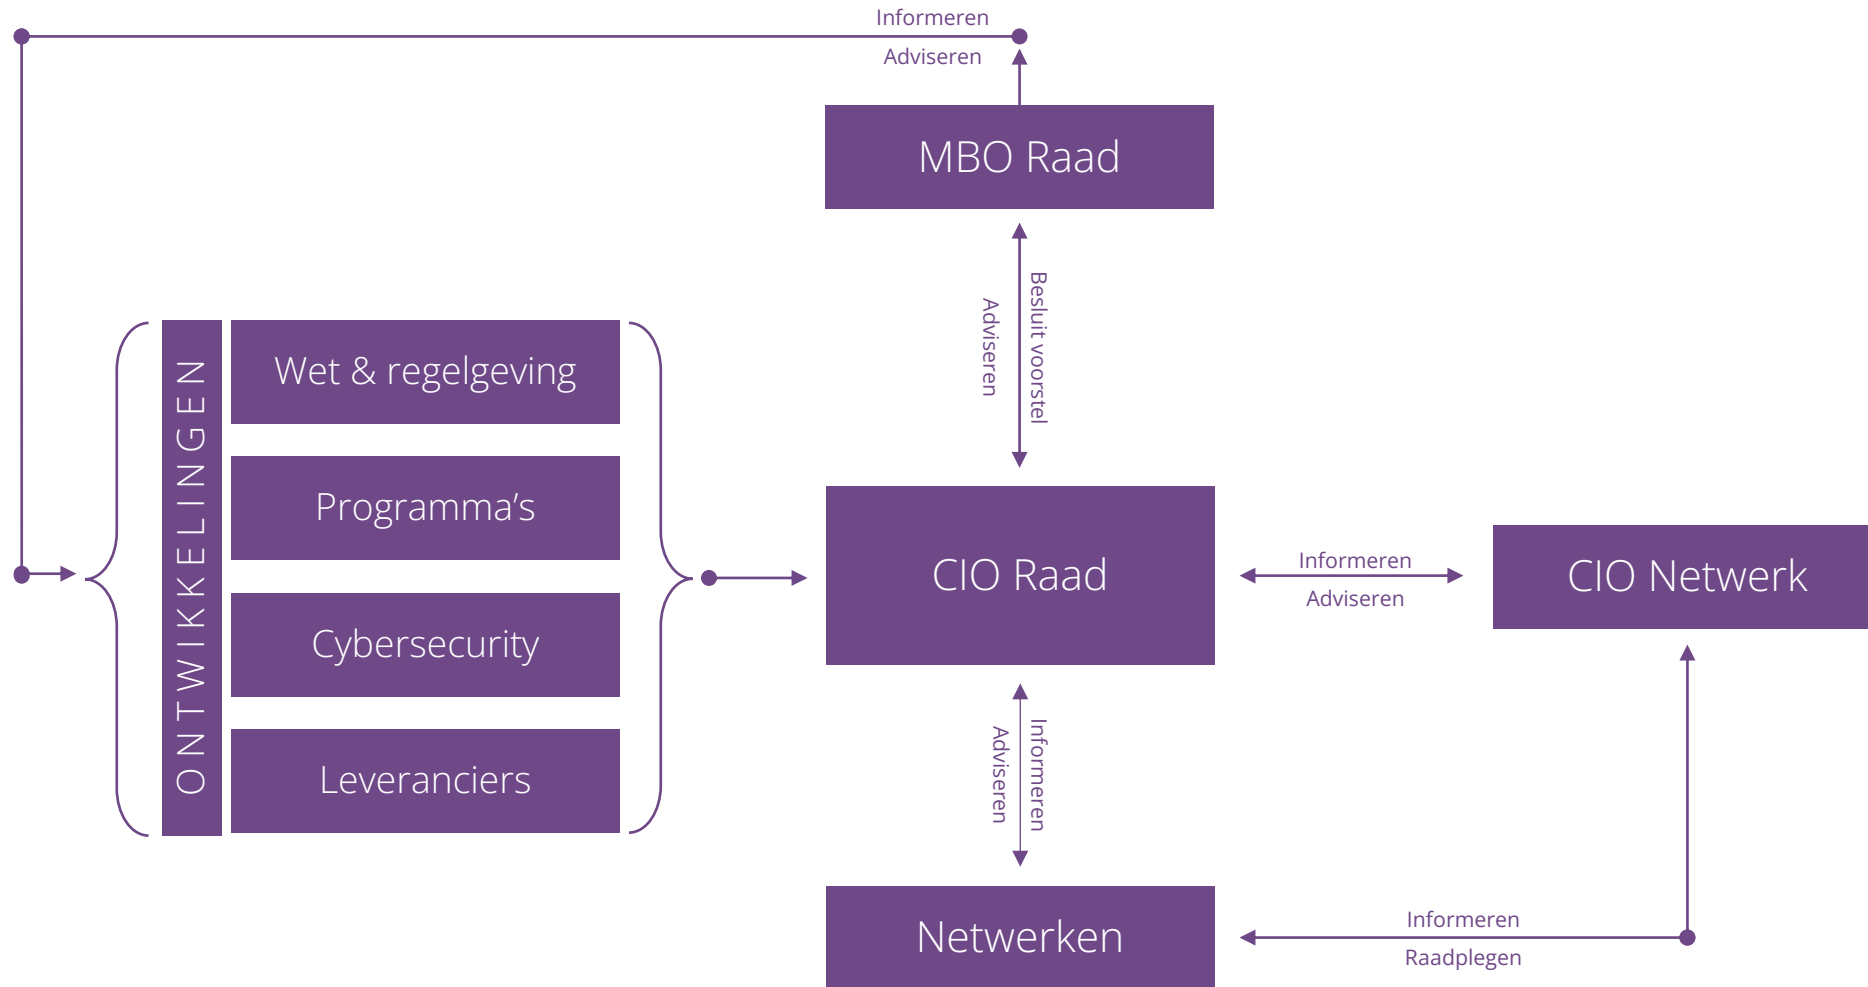 Informeren
Adviseren
MBO Raad
Besluit voorstel
Adviseren
ONTWIKKELINGEN
Wet & regelgeving
Programma’s
Cybersecurity
Leveranciers
CIO Raad
Informeren
Adviseren
CIO Netwerk
Informeren
Adviseren
Netwerken
Informeren
Raadplegen